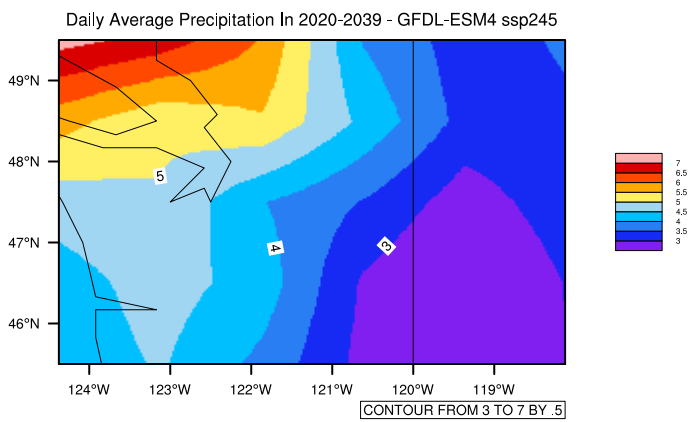 Daily Average Precipitation In 2020-2039 - GFDL-ESM4 ssp245
49°N
48°N
47°N
46°N
5
4
3
7
6.5
6
5.5
5
4.5
4
3.5
3
124°W 123°W 122°W 121°W 120°W 119°W
CONTOUR FROM 3 TO 7 BY .5